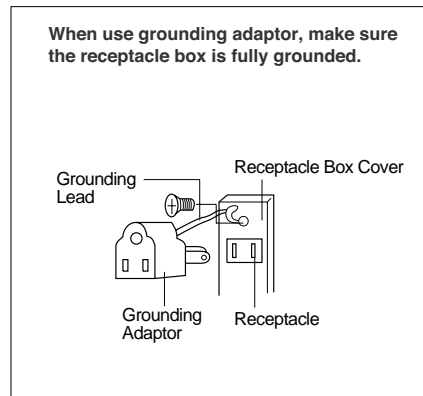 When use grounding adaptor, make sure
the receptacle box is fully grounded.
Receptacle Box Cover
Grounding
Lead
Grounding
Adaptor
Receptacle